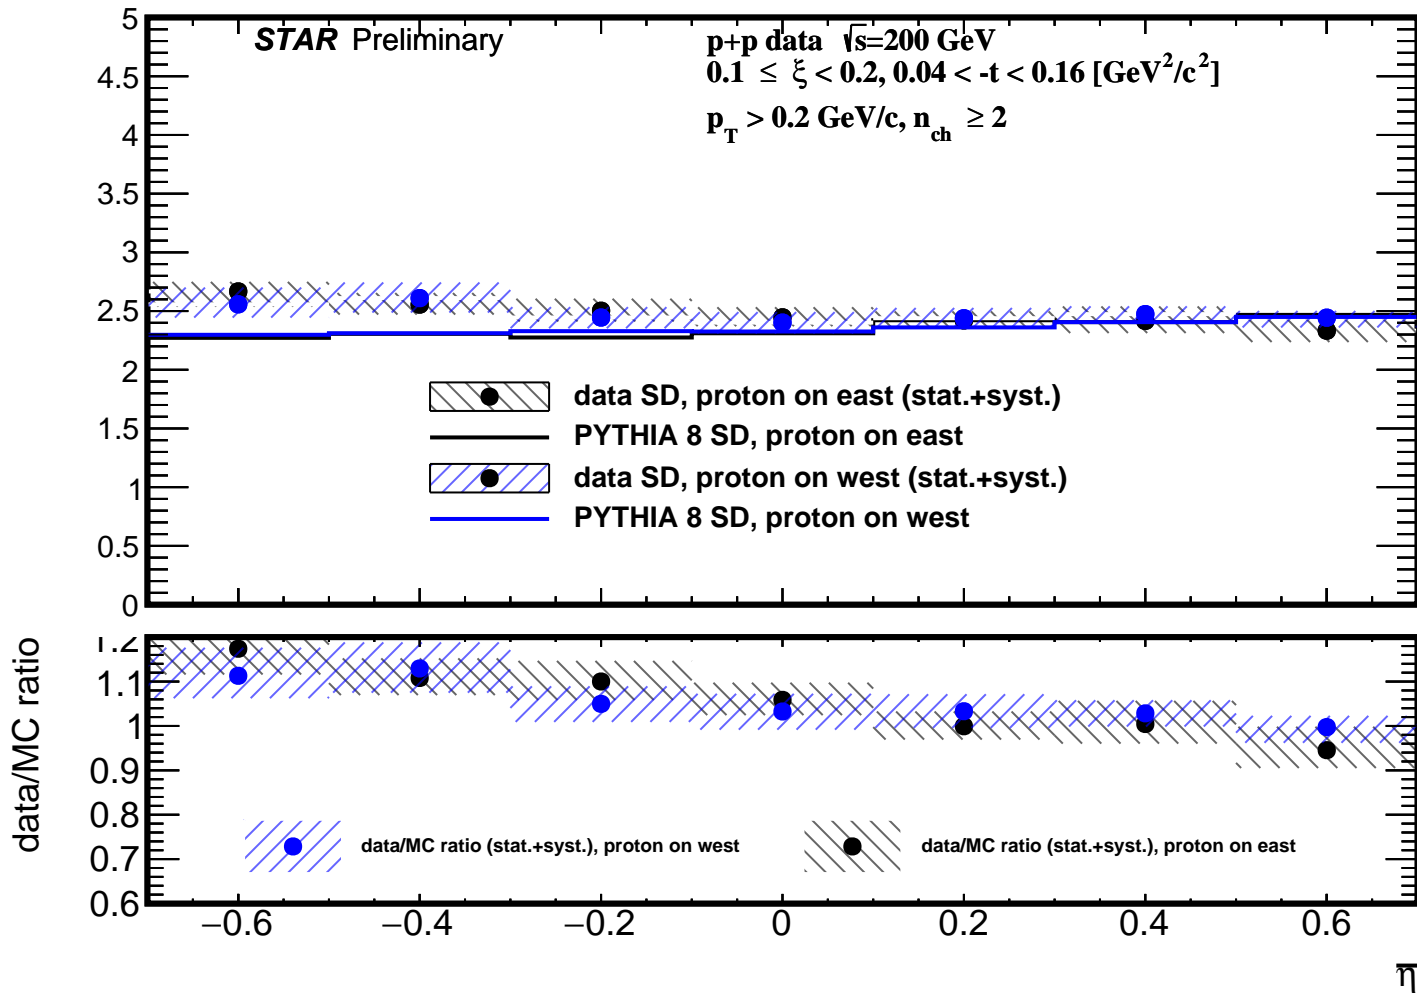 STAR Preliminary
p+p data √s=200 GeV
0.1 ≤ ξ < 0.2, 0.04 < -t < 0.16 [GeV²/c²]
p_T > 0.2 GeV/c, n_ch ≥ 2
5
4.5
4
3.5
3
2.5
2
1.5
1
0.5
0
data SD, proton on east (stat.+syst.)
PYTHIA 8 SD, proton on east
data SD, proton on west (stat.+syst.)
PYTHIA 8 SD, proton on west
data/MC ratio
1.2
1.1
1
0.9
0.8
0.7
0.6
data/MC ratio (stat.+syst.), proton on west
data/MC ratio (stat.+syst.), proton on east
−0.6 −0.4 −0.2 0 0.2 0.4 0.6
η̅